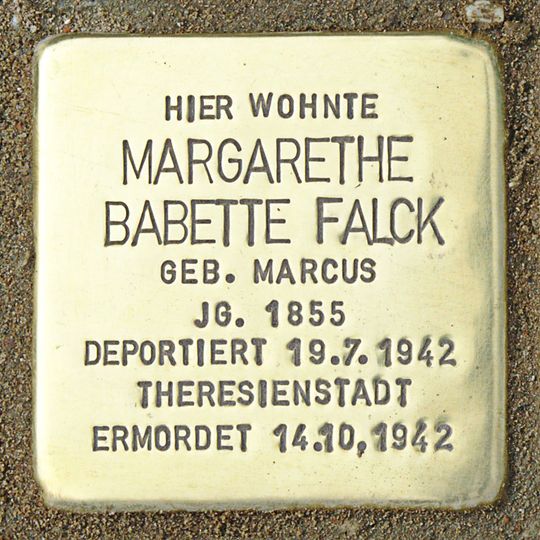 HIER WOHNTE
MARGARETHE
BABETTE FALCK
GEB. MARCUS
JG. 1855
DEPORTIERT 19.7.1942
THERESIENSTADT
ERMORDET 14.10,1942